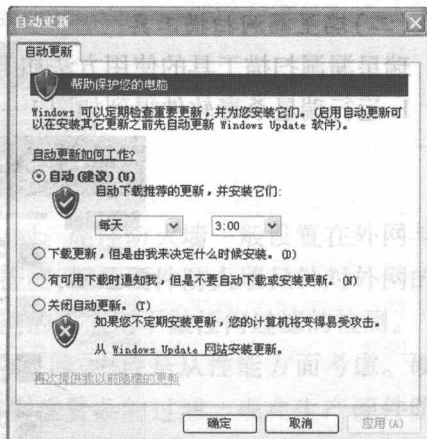 自动更新
自动更新
帮助保护您的电脑
Windows 可以定期检查重要更新，并为您安装它们。(启用自动更新可
以在安装其它更新之前先自动更新 Windows Update 软件)。
自动更新如何工作?
自动(建议)(U)
自动下载推荐的更新，并安装它们:
每天 3:00
下载更新，但是由我来决定什么时候安装。(D)
有可用下载时通知我，但是不要自动下载或安装更新。(N)
关闭自动更新。(T)
如果您不定期安装更新，您的计算机将变得易受攻击。
从 Windows Update 网站安装更新。
再次提供我以前隐藏的更新
确定 取消 应用(A)